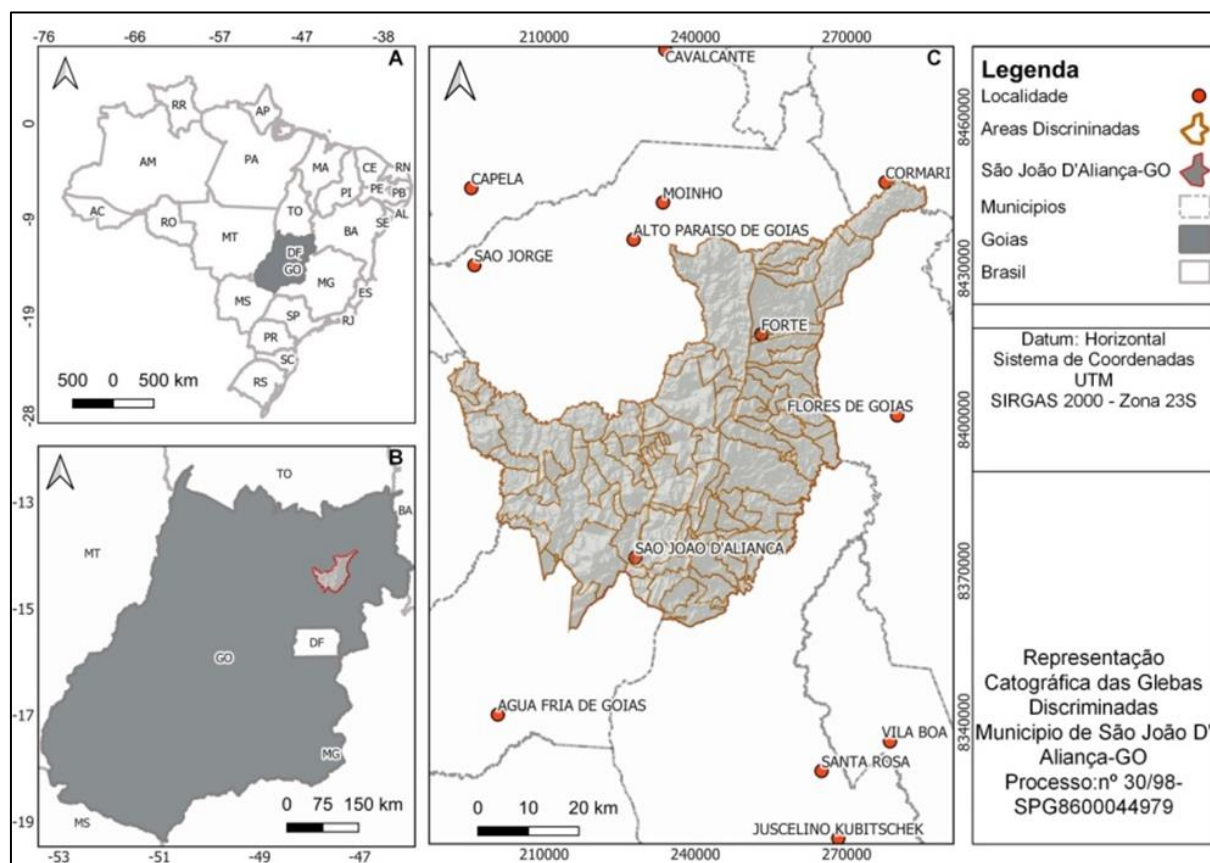 -76 -66 -57 -47 -38
A
0
-9
-19
-28
RR
AP
AM
PA
MA
CE
RN
PI
PE
PB
AC
TO
AL
RO
SE
MT
BA
DF
GO
MG
MS
ES
SP
RJ
PR
SC
RS
500 0 500 km
B
TO
BA
MT
-13
-15
DF
GO
-17
MG
0 75 150 km
-19
MS
-53 -51 -49 -47
210000 240000 270000
C
CAVALCANTE
CAPELA
MOINHO
CORMARI
ALTO PARAISO DE GOIAS
SAO JORGE
FORTE
FLORES DE GOIAS
SAO JOAO D'ALIANCA
AGUA FRIA DE GOIAS
VILA BOA
SANTA ROSA
0 10 20 km
JUSCELINO KUBITSCHEK
210000 240000 270000
8460000
8430000
8400000
8370000
8340000
Legenda
Localidade
Areas Discrininadas
São João D'Aliança-GO
Municipios
Goias
Brasil
Datum: Horizontal
Sistema de Coordenadas
UTM
SIRGAS 2000 - Zona 23S
Representação
Catográfica das Glebas
Discriminadas
Municipio de São João D'
Aliança-GO
Processo:nº 30/98-
SPG8600044979